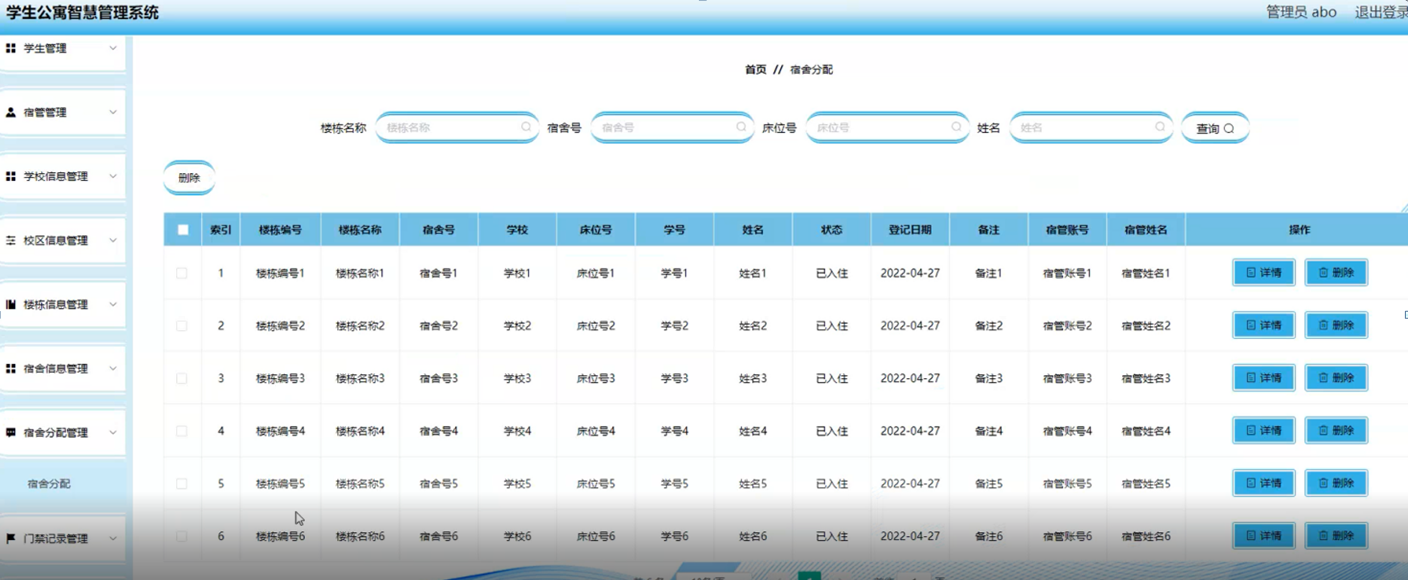 学生公寓智慧管理系统
管理员 abo 退出登录
学生管理
宿管管理
学校信息管理
校区信息管理
楼栋信息管理
宿舍信息管理
宿舍分配管理
宿舍分配
门禁记录管理
首页 // 宿舍分配
楼栋名称 楼栋名称 宿舍号 宿舍号 床位号 床位号 姓名 姓名 查询
删除
索引 楼栋编号 楼栋名称 宿舍号 学校 床位号 学号 姓名 状态 登记日期 备注 宿管账号 宿管姓名 操作
1 楼栋编号1 楼栋名称1 宿舍号1 学校1 床位号1 学号1 姓名1 已入住 2022-04-27 备注1 宿管账号1 宿管姓名1 详情 删除
2 楼栋编号2 楼栋名称2 宿舍号2 学校2 床位号2 学号2 姓名2 已入住 2022-04-27 备注2 宿管账号2 宿管姓名2 详情 删除
3 楼栋编号3 楼栋名称3 宿舍号3 学校3 床位号3 学号3 姓名3 已入住 2022-04-27 备注3 宿管账号3 宿管姓名3 详情 删除
4 楼栋编号4 楼栋名称4 宿舍号4 学校4 床位号4 学号4 姓名4 已入住 2022-04-27 备注4 宿管账号4 宿管姓名4 详情 删除
5 楼栋编号5 楼栋名称5 宿舍号5 学校5 床位号5 学号5 姓名5 已入住 2022-04-27 备注5 宿管账号5 宿管姓名5 详情 删除
6 楼栋编号6 楼栋名称6 宿舍号6 学校6 床位号6 学号6 姓名6 已入住 2022-04-27 备注6 宿管账号6 宿管姓名6 详情 删除